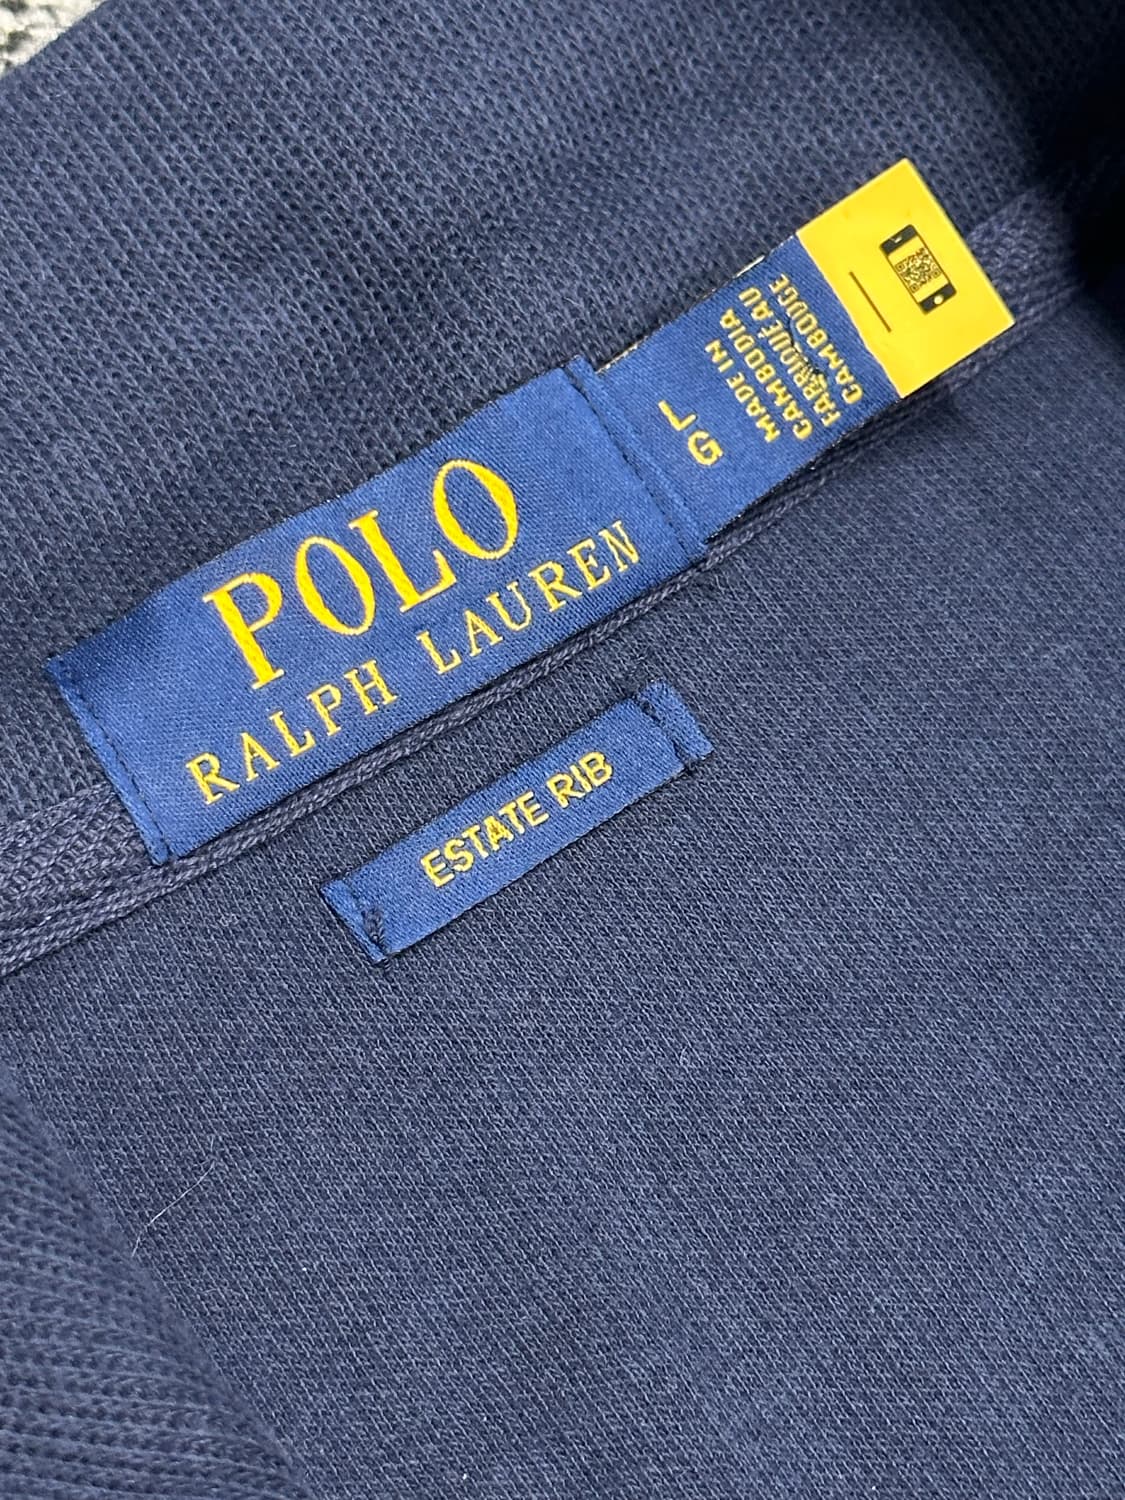 POLO
RALPH LAUREN
L
G
MADE IN
CAMBODIA
FABRIQUÉ AU
CAMBODGE
ESTATE RIB